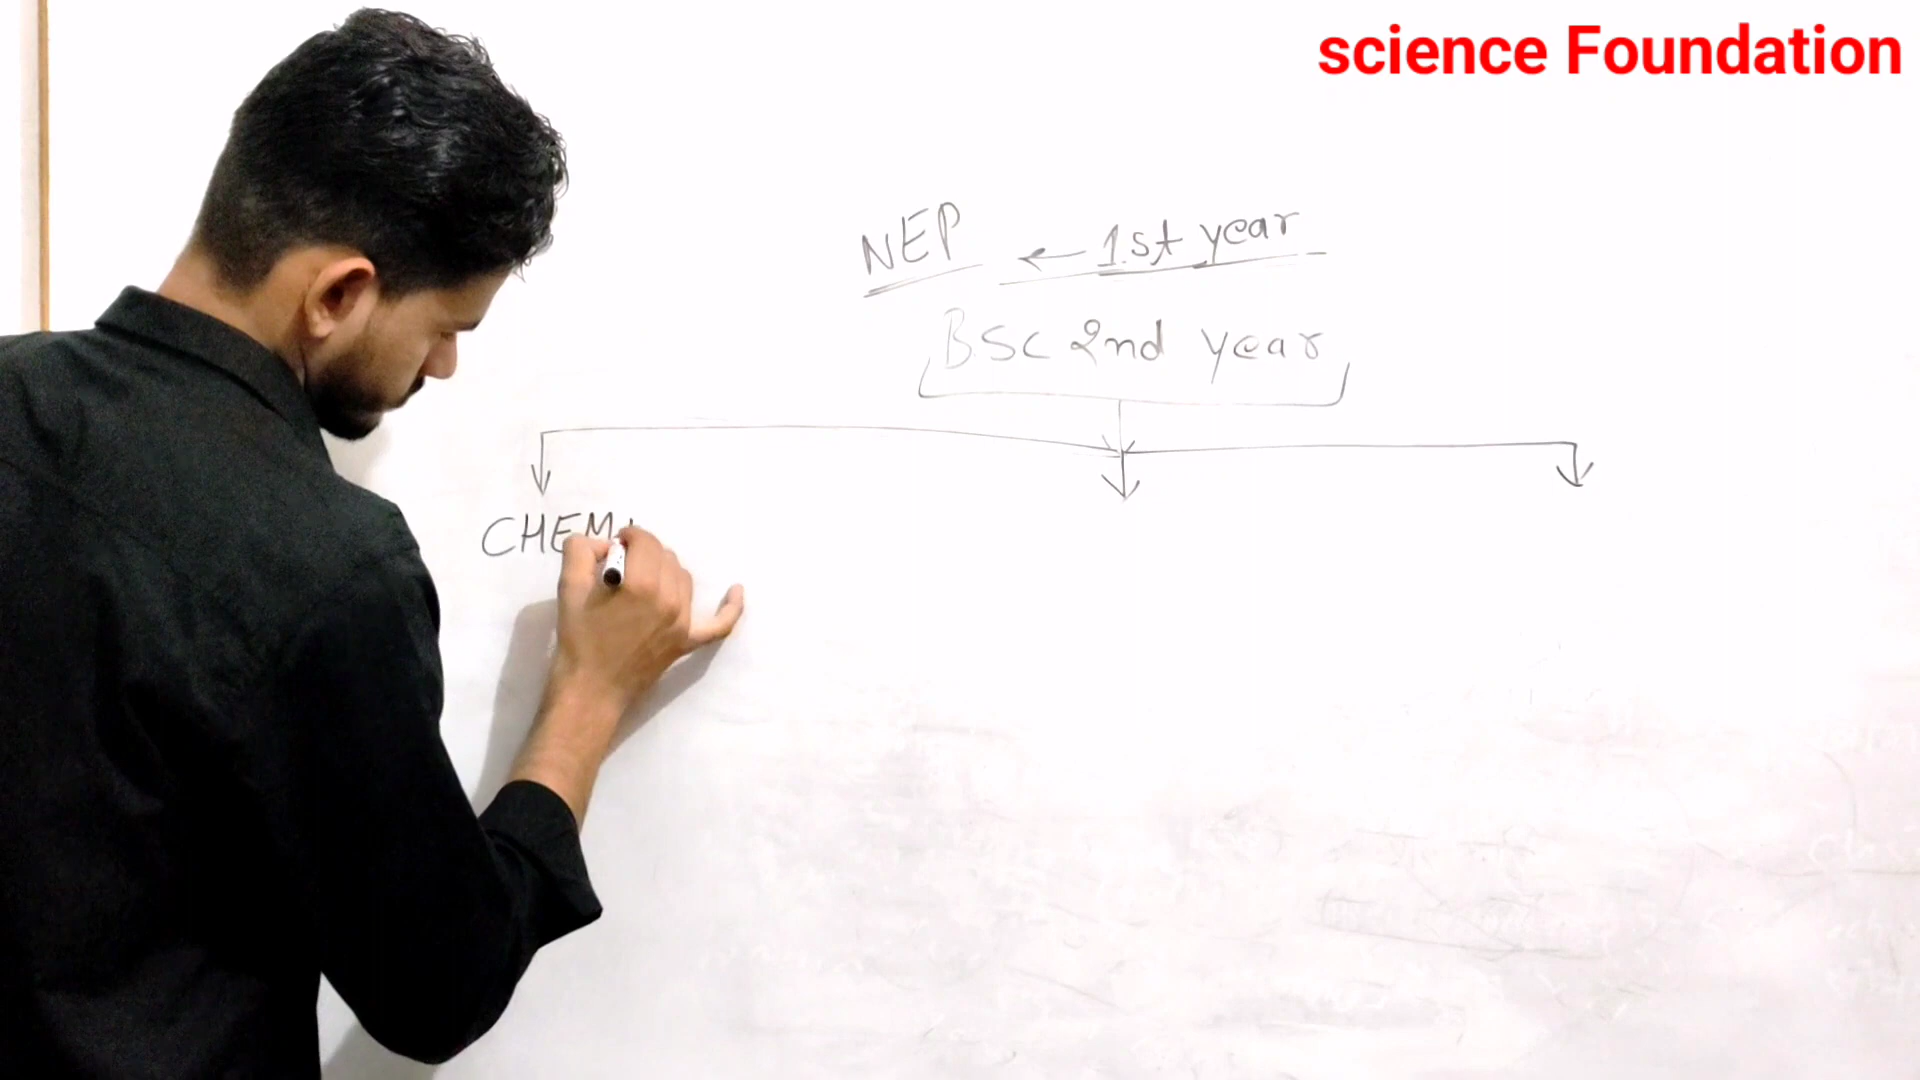 science Foundation
NEP ← 1st year
BSC 2nd year
CHEM